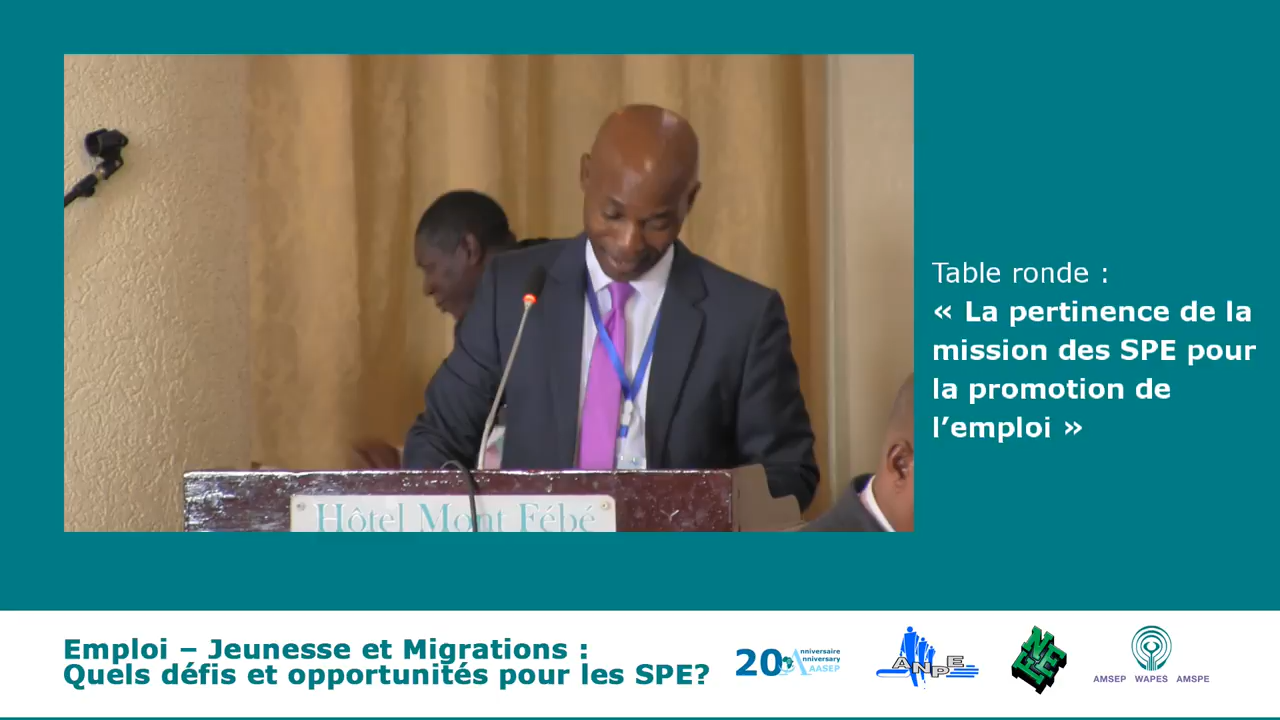 Table ronde :
« La pertinence de la
mission des SPE pour
la promotion de
l’emploi »
Hôtel Mont Fébé
Emploi – Jeunesse et Migrations :
Quels défis et opportunités pour les SPE?
20 Anniversaire
Anniversary
AASEP
ANPE
AMSEP WAPES AMSPE